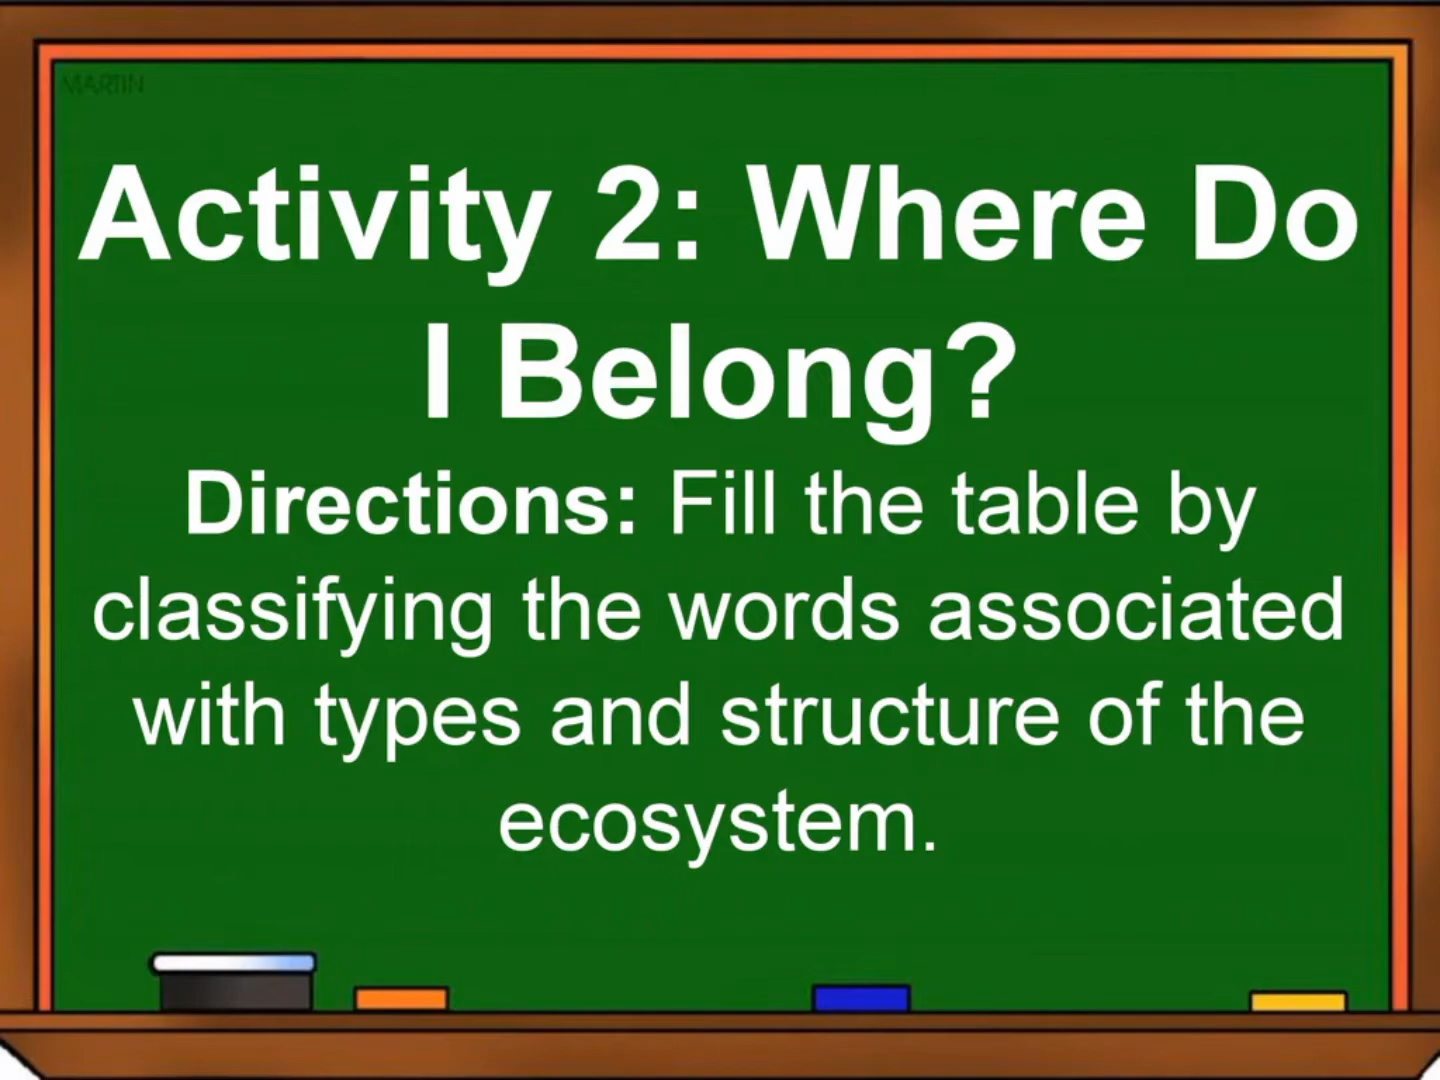 MARTIN
Activity 2: Where Do
I Belong?
Directions: Fill the table by
classifying the words associated
with types and structure of the
ecosystem.